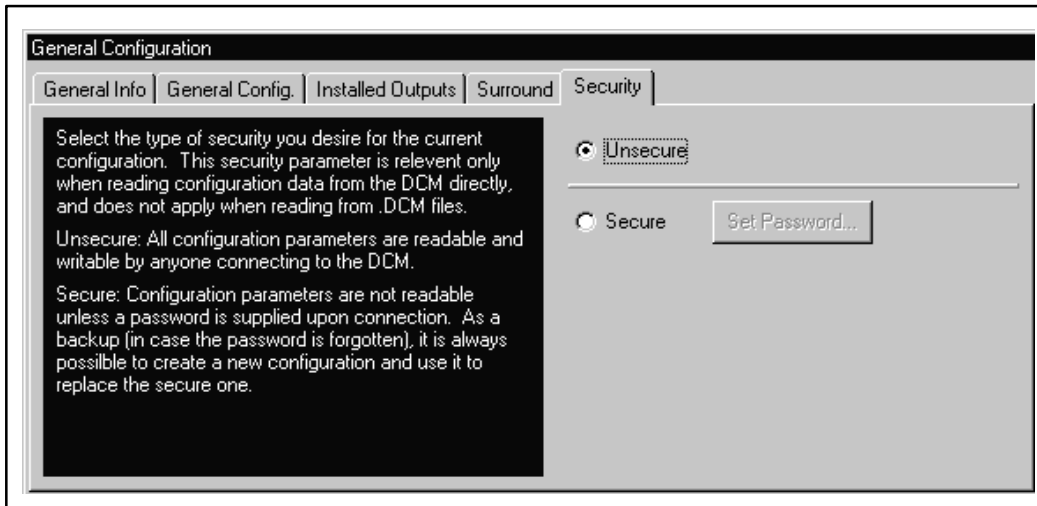 General Configuration
General Info General Config. Installed Outputs Surround Security
Select the type of security you desire for the current
configuration. This security parameter is relevent only
when reading configuration data from the DCM directly,
and does not apply when reading from .DCM files.
Unsecure: All configuration parameters are readable and
writable by anyone connecting to the DCM.
Secure: Configuration parameters are not readable
unless a password is supplied upon connection. As a
backup (in case the password is forgotten), it is always
possilble to create a new configuration and use it to
replace the secure one.
Unsecure
Secure Set Password...